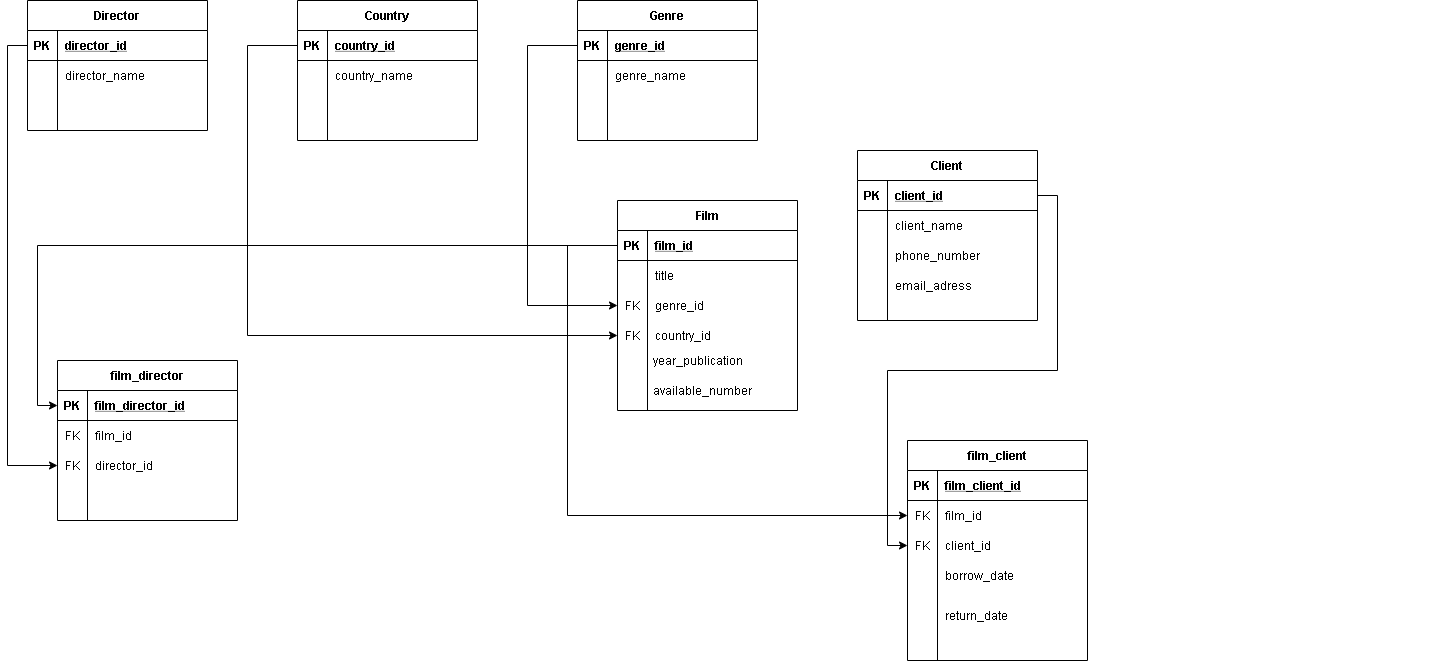 Director
PK director_id
director_name
Country
PK country_id
country_name
Genre
PK genre_id
genre_name
Client
PK client_id
client_name
phone_number
email_adress
Film
PK film_id
title
FK genre_id
FK country_id
year_publication
available_number
film_director
PK film_director_id
FK film_id
FK director_id
film_client
PK film_client_id
FK film_id
FK client_id
borrow_date
return_date